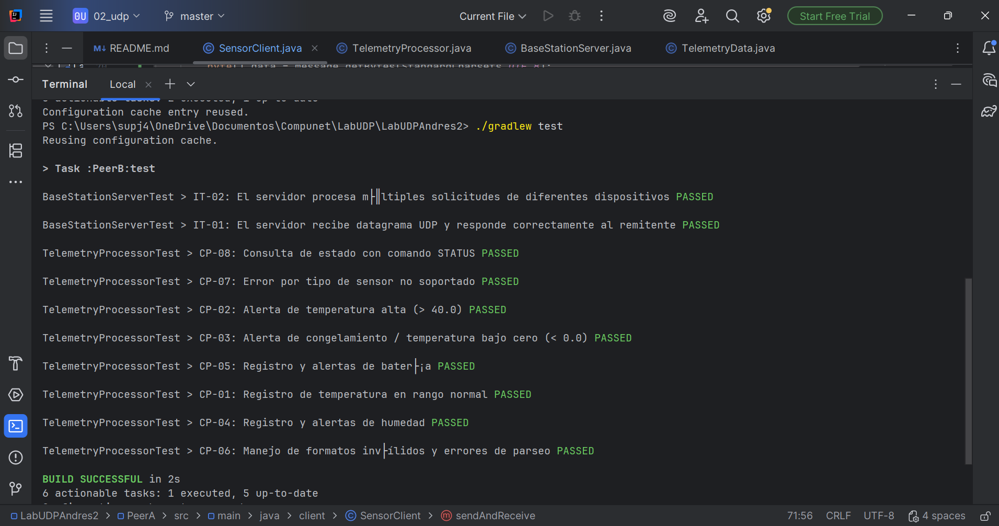 0U 02_udp master Current File Start Free Trial
README.md SensorClient.java TelemetryProcessor.java BaseStationServer.java TelemetryData.java
Terminal Local
Configuration cache entry reused.
PS C:\Users\supj4\OneDrive\Documentos\Compunet\LabUDP\LabUDPAndres2> ./gradlew test
Reusing configuration cache.
> Task :PeerB:test
BaseStationServerTest > IT-02: El servidor procesa m├║ltiples solicitudes de diferentes dispositivos PASSED
BaseStationServerTest > IT-01: El servidor recibe datagrama UDP y responde correctamente al remitente PASSED
TelemetryProcessorTest > CP-08: Consulta de estado con comando STATUS PASSED
TelemetryProcessorTest > CP-07: Error por tipo de sensor no soportado PASSED
TelemetryProcessorTest > CP-02: Alerta de temperatura alta (> 40.0) PASSED
TelemetryProcessorTest > CP-03: Alerta de congelamiento / temperatura bajo cero (< 0.0) PASSED
TelemetryProcessorTest > CP-05: Registro y alertas de bater├¡a PASSED
TelemetryProcessorTest > CP-01: Registro de temperatura en rango normal PASSED
TelemetryProcessorTest > CP-04: Registro y alertas de humedad PASSED
TelemetryProcessorTest > CP-06: Manejo de formatos inv├ílidos y errores de parseo PASSED
BUILD SUCCESSFUL in 2s
6 actionable tasks: 1 executed, 5 up-to-date
LabUDPAndres2 > PeerA > src > main > java > client > SensorClient > sendAndReceive 71:56 CRLF UTF-8 4 spaces